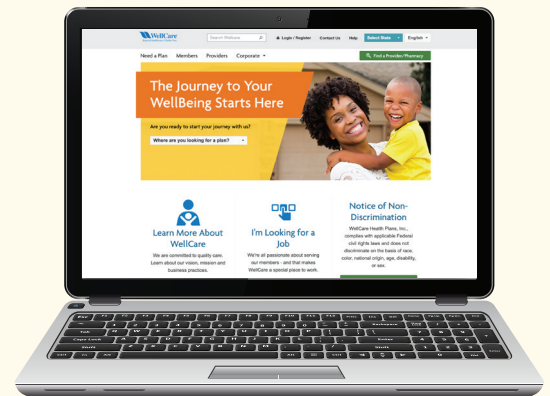 WellCare
Search Wellcare
Login / Register
Contact Us
Help
Select State
English
Need a Plan
Members
Providers
Corporate
Find a Provider/Pharmacy
The Journey to Your
WellBeing Starts Here
Are you ready to start your journey with us?
Where are you looking for a plan?
Learn More About
WellCare
We are committed to quality care.
Learn about our vision, mission and
business practices.
I'm Looking for a
Job
We're all passionate about serving
our members - and that makes
WellCare a special place to work.
Notice of Non-
Discrimination
WellCare Health Plans, Inc.,
complies with applicable Federal
civil rights laws and does not
discriminate on the basis of race,
color, national origin, age, disability,
or sex.